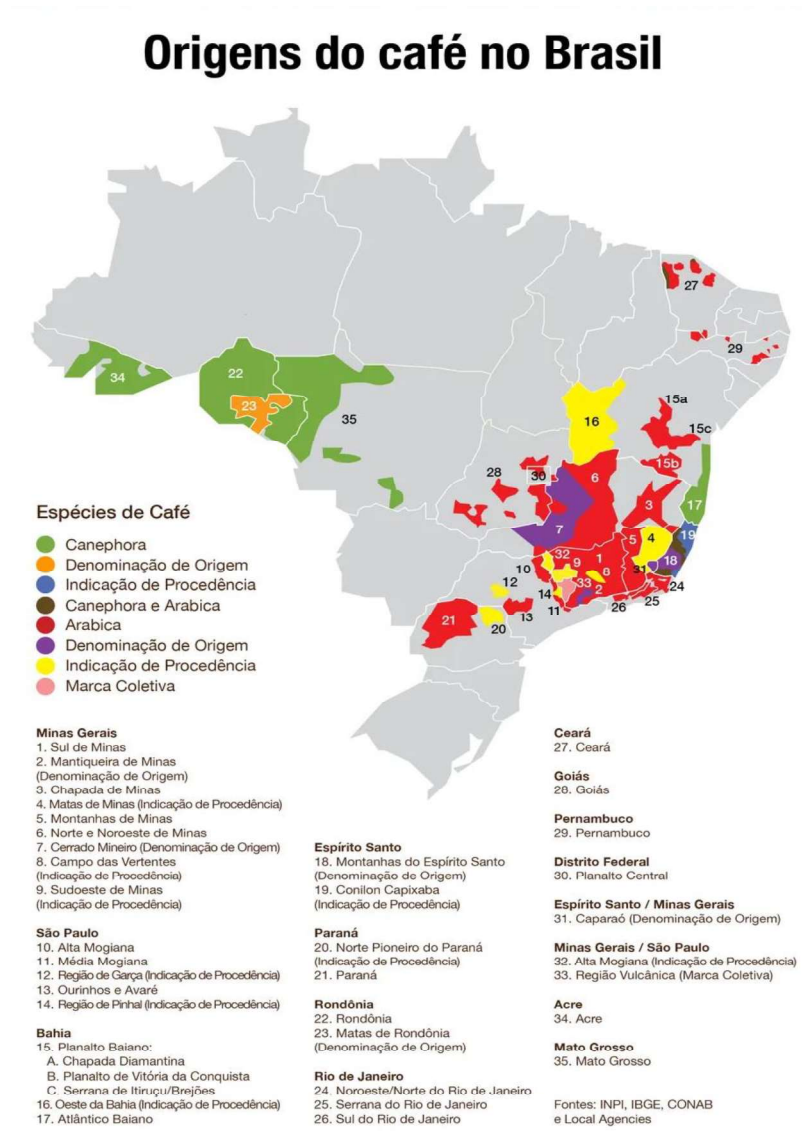 Origens do café no Brasil
27
29
34
22
23
35
16
15a
15c
15b
28
30
6
3
17
7
5
4
19
18
31
32
9
1
10
8
33
2
12
14
11
13
26
25
24
21
20
Espécies de Café
Canephora
Denominação de Origem
Indicação de Procedência
Canephora e Arabica
Arabica
Denominação de Origem
Indicação de Procedência
Marca Coletiva
Minas Gerais
1. Sul de Minas
2. Mantiqueira de Minas
(Denominação de Origem)
3. Chapada de Minas
4. Matas de Minas (Indicação de Procedência)
5. Montanhas de Minas
6. Norte e Noroeste de Minas
7. Cerrado Mineiro (Denominação de Origem)
8. Campo das Vertentes
(Indicação de Procedência)
9. Sudoeste de Minas
(Indicação de Procedência)
São Paulo
10. Alta Mogiana
11. Média Mogiana
12. Região de Garça (Indicação de Procedência)
13. Ourinhos e Avaré
14. Região de Pinhal (Indicação de Procedência)
Bahia
15. Planalto Baiano:
A. Chapada Diamantina
B. Planalto de Vitória da Conquista
C. Serrana de Itiruçu/Brejões
16. Oeste da Bahia (Indicação de Procedência)
17. Atlântico Baiano
Espírito Santo
18. Montanhas do Espírito Santo
(Denominação de Origem)
19. Conilon Capixaba
(Indicação de Procedência)
Paraná
20. Norte Pioneiro do Paraná
(Indicação de Procedência)
21. Paraná
Rondônia
22. Rondônia
23. Matas de Rondônia
(Denominação de Origem)
Rio de Janeiro
24. Noroeste/Norte do Rio de Janeiro
25. Serrana do Rio de Janeiro
26. Sul do Rio de Janeiro
Ceará
27. Ceará
Goiás
28. Goiás
Pernambuco
29. Pernambuco
Distrito Federal
30. Planalto Central
Espírito Santo / Minas Gerais
31. Caparaó (Denominação de Origem)
Minas Gerais / São Paulo
32. Alta Mogiana (Indicação de Procedência)
33. Região Vulcânica (Marca Coletiva)
Acre
34. Acre
Mato Grosso
35. Mato Grosso
Fontes: INPI, IBGE, CONAB
e Local Agencies